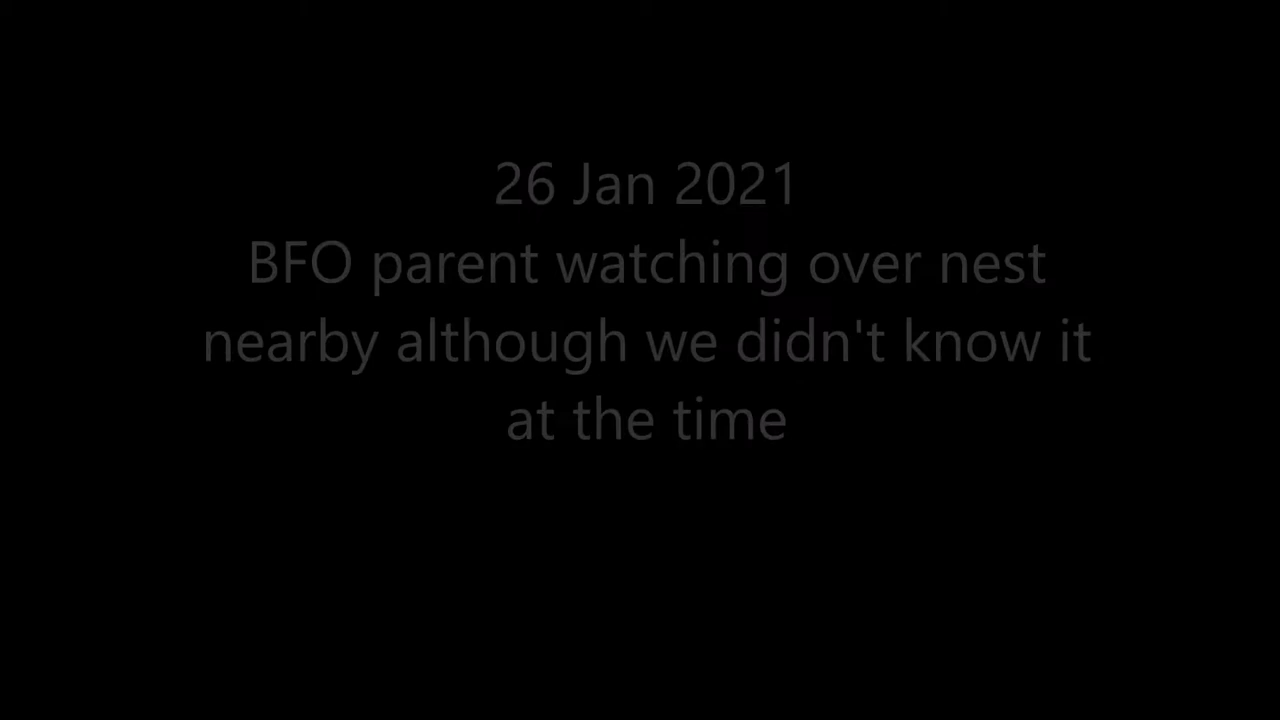 26 Jan 2021
BFO parent watching over nest
nearby although we didn't know it
at the time